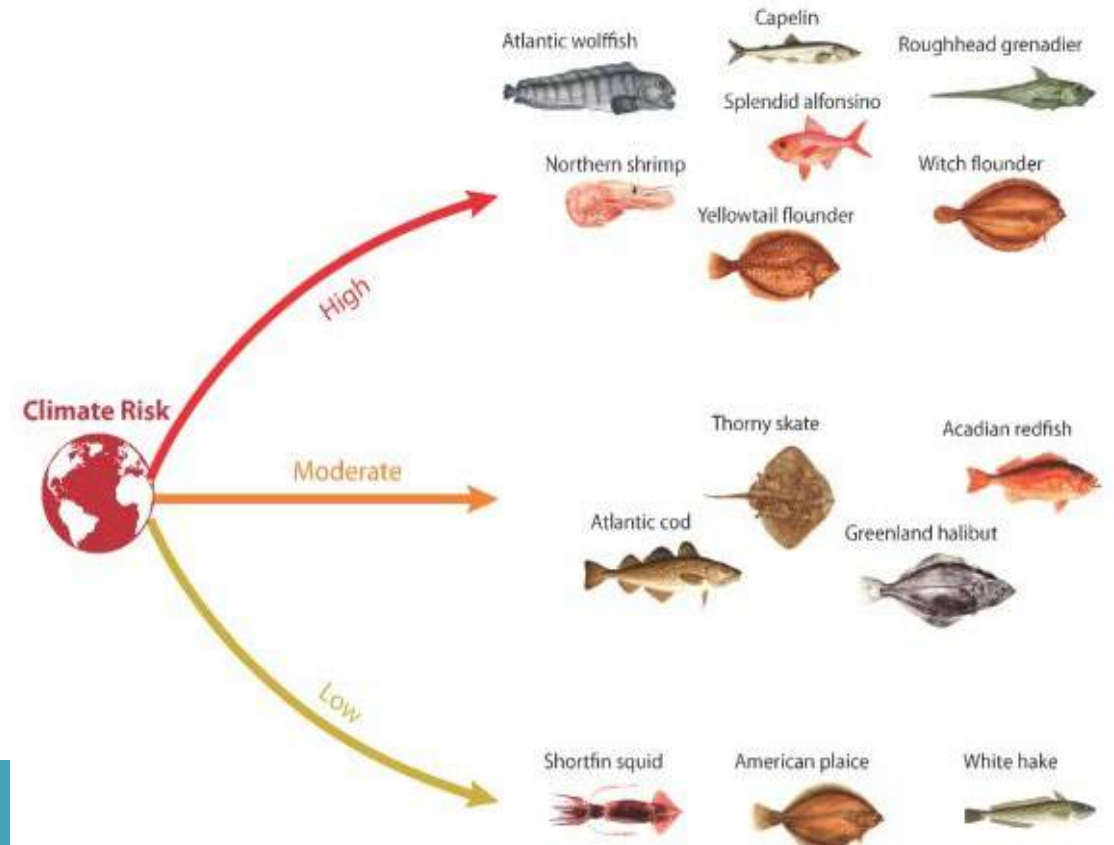 Capelin
Atlantic wolffish
Roughhead grenadier
Splendid alfonsino
Northern shrimp
Witch flounder
Yellowtail flounder
High
Climate Risk
Moderate
Thorny skate
Acadian redfish
Atlantic cod
Greenland halibut
Low
Shortfin squid
American plaice
White hake